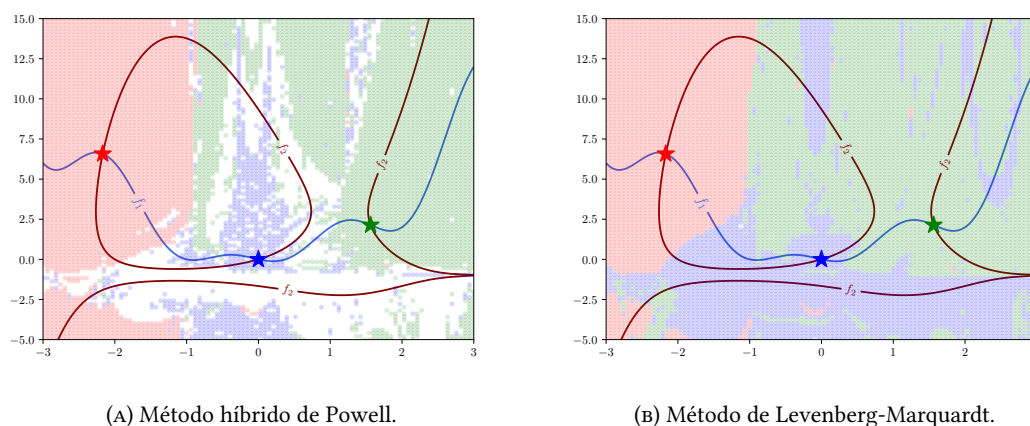 15.0
12.5
10.0
7.5
5.0
2.5
0.0
−2.5
−5.0
−3 −2 −1 0 1 2 3
f₁
f₂
f₂
f₂
(A) Método híbrido de Powell.
15.0
12.5
10.0
7.5
5.0
2.5
0.0
−2.5
−5.0
−3 −2 −1 0 1 2
f₁
f₂
f₂
f₂
(B) Método de Levenberg-Marquardt.